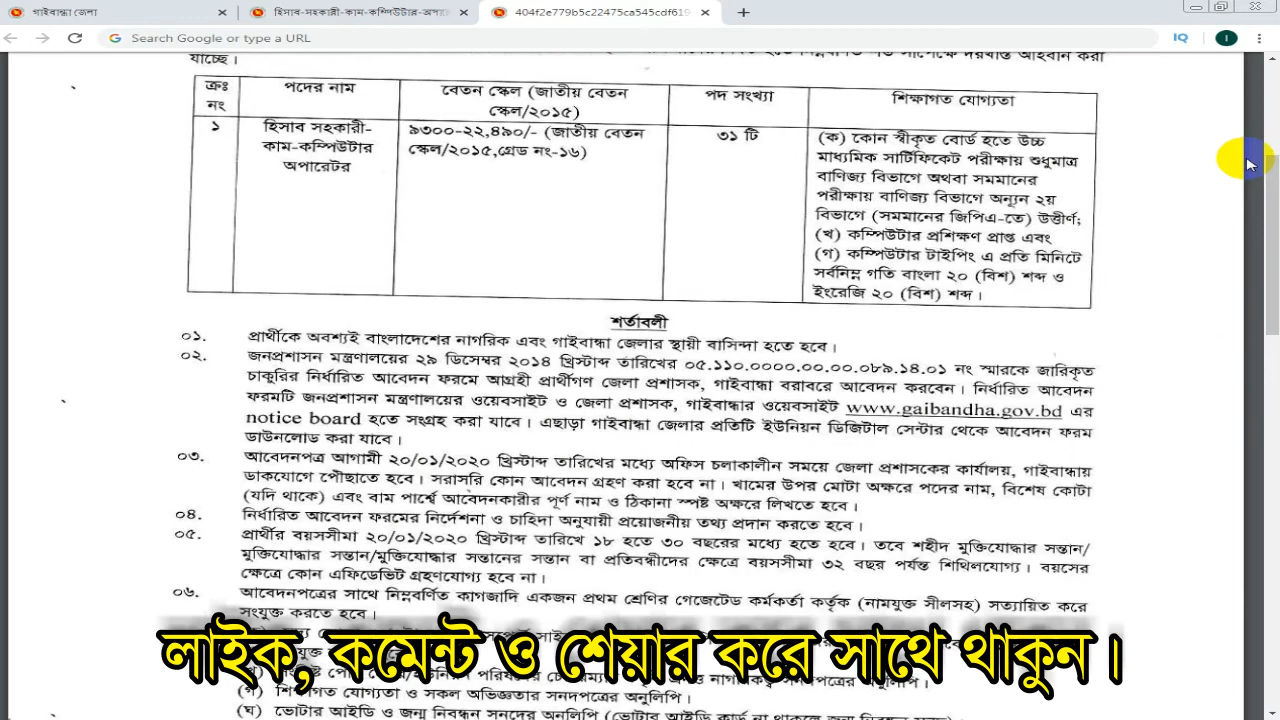 গাইবান্ধা জেলা
হিসাব-সহকারী-কাম-কম্পিউটার-অপারে
404f2e779b5c22475ca545cdf619
Search Google or type a URL
IQ
I
যাচ্ছে।
ক্রঃ নং
পদের নাম
বেতন স্কেল (জাতীয় বেতন স্কেল/২০১৫)
পদ সংখ্যা
শিক্ষাগত যোগ্যতা
১
হিসাব সহকারী-
কাম-কম্পিউটার
অপারেটর
৯৩০০-২২,৪৯০/- (জাতীয় বেতন
স্কেল/২০১৫,গ্রেড নং-১৬)
৩১ টি
(ক) কোন স্বীকৃত বোর্ড হতে উচ্চ
মাধ্যমিক সার্টিফিকেট পরীক্ষায় শুধুমাত্র
বাণিজ্য বিভাগে অথবা সমমানের
পরীক্ষায় বাণিজ্য বিভাগে অন্যূন ২য়
বিভাগে (সমমানের জিপিএ-তে) উত্তীর্ণ;
(খ) কম্পিউটার প্রশিক্ষণ প্রাপ্ত এবং
(গ) কম্পিউটার টাইপিং এ প্রতি মিনিটে
সর্বনিম্ন গতি বাংলা ২০ (বিশ) শব্দ ও
ইংরেজি ২০ (বিশ) শব্দ।
শর্তাবলী
০১. প্রার্থীকে অবশ্যই বাংলাদেশের নাগরিক এবং গাইবান্ধা জেলার স্থায়ী বাসিন্দা হতে হবে।
০২. জনপ্রশাসন মন্ত্রণালয়ের ২৯ ডিসেম্বর ২০১৪ খ্রিস্টাব্দ তারিখের ০৫.১১০.০০০০.০০.০০.০৮৯.১৪.০১ নং স্মারকে জারিকৃত
চাকুরির নির্ধারিত আবেদন ফরমে আগ্রহী প্রার্থীগণ জেলা প্রশাসক, গাইবান্ধা বরাবরে আবেদন করবেন। নির্ধারিত আবেদন
ফরমটি জনপ্রশাসন মন্ত্রণালয়ের ওয়েবসাইট ও জেলা প্রশাসক, গাইবান্ধার ওয়েবসাইট www.gaibandha.gov.bd এর
notice board হতে সংগ্রহ করা যাবে। এছাড়া গাইবান্ধা জেলার প্রতিটি ইউনিয়ন ডিজিটাল সেন্টার থেকে আবেদন ফরম
ডাউনলোড করা যাবে।
০৩. আবেদনপত্র আগামী ২০/০১/২০২০ খ্রিস্টাব্দ তারিখের মধ্যে অফিস চলাকালীন সময়ে জেলা প্রশাসকের কার্যালয়, গাইবান্ধায়
ডাকযোগে পৌছাতে হবে। সরাসরি কোন আবেদন গ্রহণ করা হবে না। খামের উপর মোটা অক্ষরে পদের নাম, বিশেষ কোটা
(যদি থাকে) এবং বাম পার্শ্বে আবেদনকারীর পূর্ণ নাম ও ঠিকানা স্পষ্ট অক্ষরে লিখতে হবে।
০৪. নির্ধারিত আবেদন ফরমের নির্দেশনা ও চাহিদা অনুযায়ী প্রয়োজনীয় তথ্য প্রদান করতে হবে।
০৫. প্রার্থীর বয়সসীমা ২০/০১/২০২০ খ্রিস্টাব্দ তারিখে ১৮ হতে ৩০ বছরের মধ্যে হতে হবে। তবে শহীদ মুক্তিযোদ্ধার সন্তান/
মুক্তিযোদ্ধার সন্তান/মুক্তিযোদ্ধার সন্তানের সন্তান বা প্রতিবন্ধীদের ক্ষেত্রে বয়সসীমা ৩২ বছর পর্যন্ত শিথিলযোগ্য। বয়সের
ক্ষেত্রে কোন এফিডেভিট গ্রহণযোগ্য হবে না।
০৬. আবেদনপত্রের সাথে নিম্নবর্ণিত কাগজাদি একজন প্রথম শ্রেণির গেজেটেড কর্মকর্তা কর্তৃক (নামযুক্ত সীলসহ) সত্যায়িত করে
সংযুক্ত করতে হবে।
লাইক, কমেন্ট ও শেয়ার করে সাথে থাকুন।
(গ) শিক্ষাগত যোগ্যতা ও সকল অভিজ্ঞতার সনদপত্রের অনুলিপি।
(ঘ) ভোটার আইডি ও জন্ম নিবন্ধন সনদের অনুলিপি